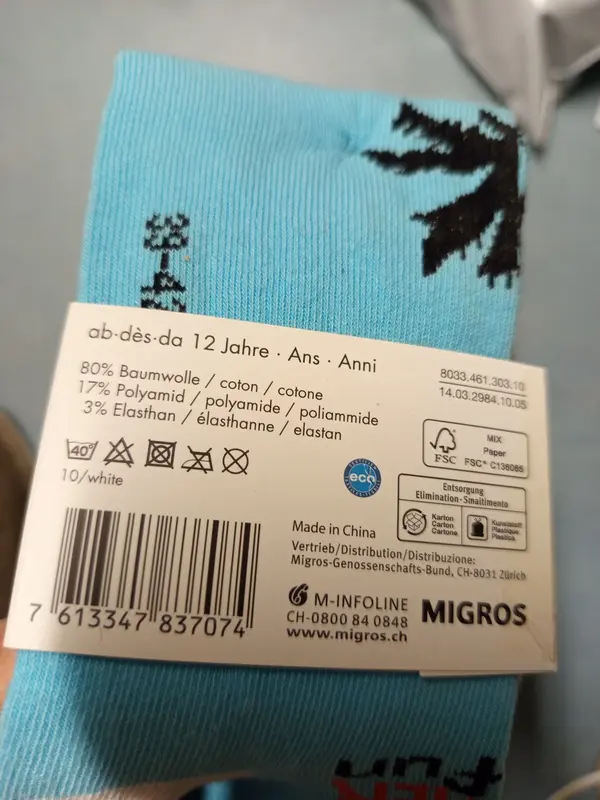 ab·dès·da 12 Jahre · Ans · Anni
80% Baumwolle / coton / cotone
17% Polyamid / polyamide / poliammide
3% Elasthan / élasthanne / elastan
40°
10/white
8033.461.303.10
14.03.2984.10.05
MIX
Paper
FSC
FSC® C136085
eco
Entsorgung
Elimination·Smaltimento
Karton
Carton
Cartone
Kunststoff
Plastique
Plastica
Made in China
Vertrieb/Distribution/Distribuzione:
Migros-Genossenschafts-Bund, CH-8031 Zürich
M-INFOLINE
CH-0800 84 0848
www.migros.ch
MIGROS
7 613347 837074
FUN